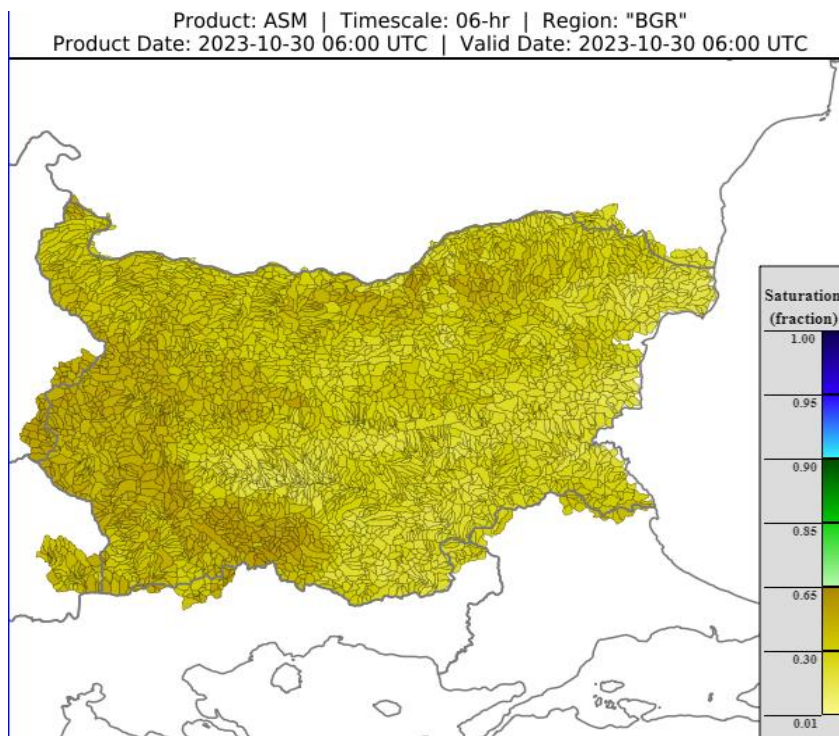 Product: ASM | Timescale: 06-hr | Region: "BGR"
Product Date: 2023-10-30 06:00 UTC | Valid Date: 2023-10-30 06:00 UTC
Saturation
(fraction)
1.00
0.95
0.90
0.85
0.65
0.30
0.01